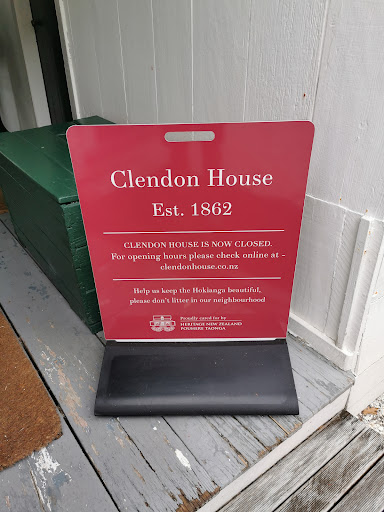 Clendon House
Est. 1862
CLENDON HOUSE IS NOW CLOSED.
For opening hours please check online at -
clendonhouse.co.nz
Help us keep the Hokianga beautiful,
please don't litter in our neighbourhood
Proudly cared for by
HERITAGE NEW ZEALAND
POUHERE TAONGA